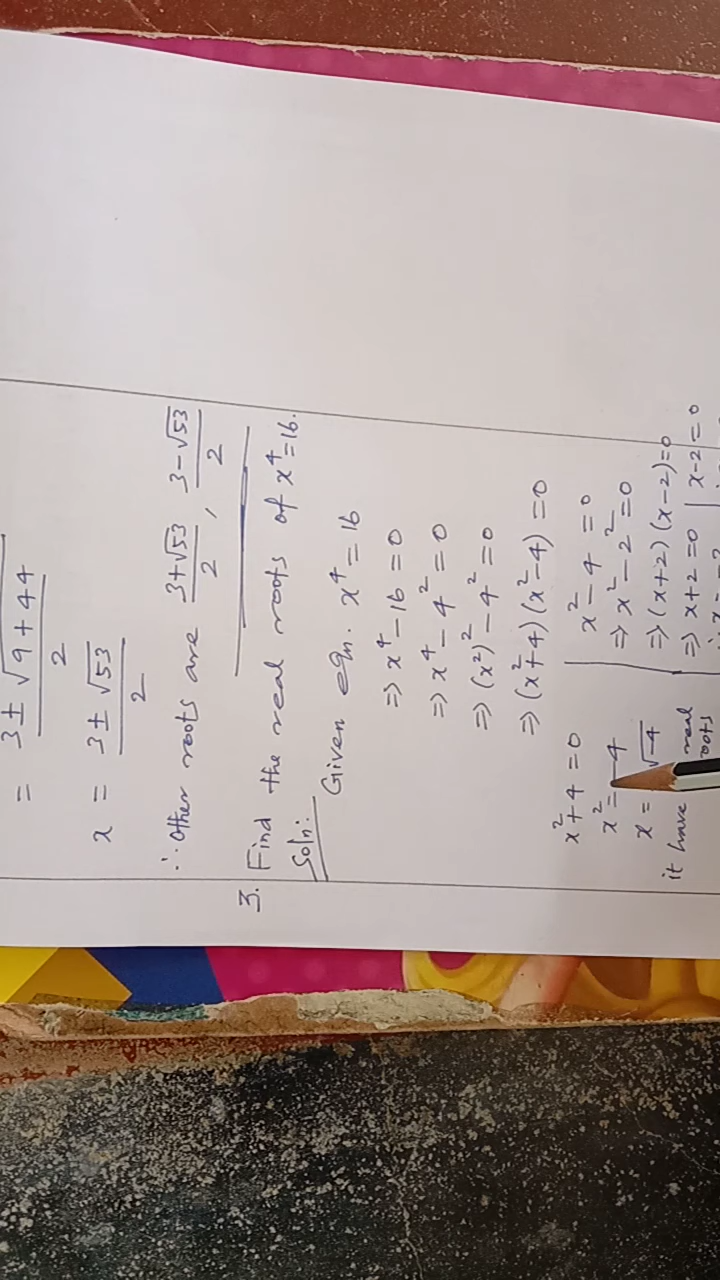 = 3 ± √9 + 44 / 2
x = 3 ± √53 / 2
∴ Other roots are 3+√53 / 2 , 3-√53 / 2
3. Find the real roots of x⁴=16.
Soln:
Given eqn. x⁴ = 16
⇒ x⁴ - 16 = 0
⇒ x⁴ - 4² = 0
⇒ (x²)² - 4² = 0
⇒ (x²+4) (x²-4) = 0
x² + 4 = 0
x² = -4
x = √-4
it have real
roots
x² - 4 = 0
⇒ x² - 2² = 0
⇒ (x+2) (x-2) = 0
⇒ x+2 = 0 | x-2 = 0